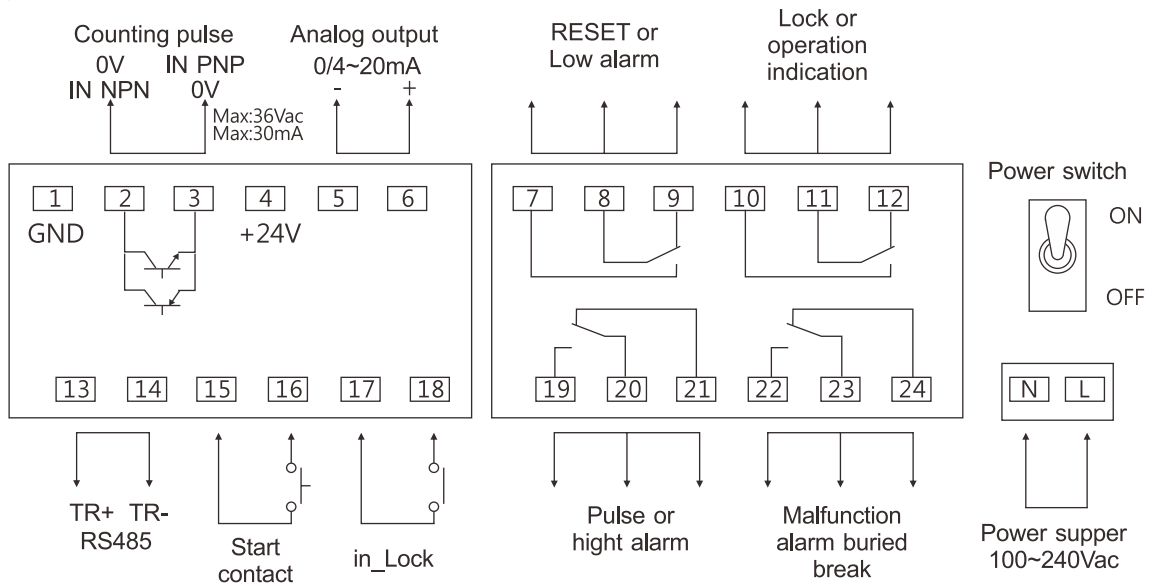 Counting pulse
0V IN PNP
IN NPN 0V
Max:36Vac
Max:30mA
Analog output
0/4~20mA
- +
RESET or
Low alarm
Lock or
operation
indication
1 2 3 4 5 6
GND +24V
7 8 9 10 11 12
Power switch
ON
OFF
13 14 15 16 17 18
19 20 21 22 23 24
N L
TR+ TR-
RS485
Start
contact
in_Lock
Pulse or
hight alarm
Malfunction
alarm buried
break
Power supper
100~240Vac